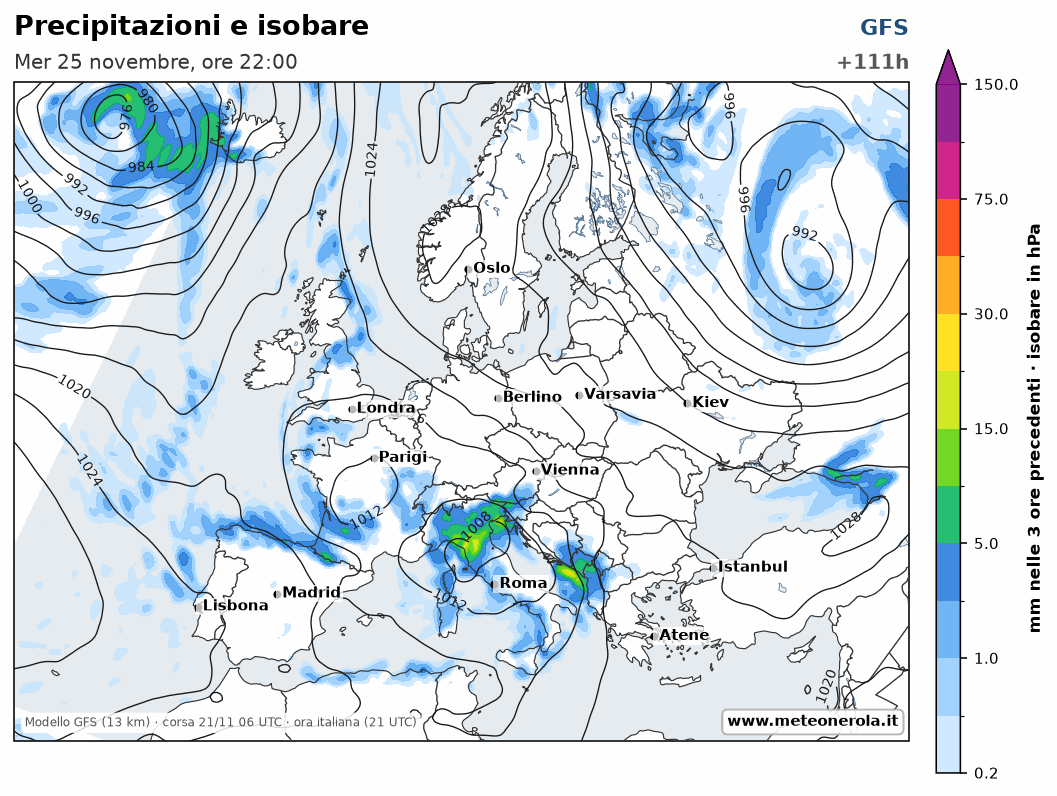 Precipitazioni e isobare
GFS
Mer 25 novembre, ore 22:00
+111h
980
976
984
992
1000
996
1024
1028
996
996
992
Oslo
1020
1024
Londra
Berlino
Varsavia
Kiev
Parigi
Vienna
1012
1008
1028
Istanbul
Roma
1012
Madrid
Lisbona
Atene
1020
Modello GFS (13 km) · corsa 21/11 06 UTC · ora italiana (21 UTC)
www.meteonerola.it
150.0
75.0
30.0
15.0
5.0
1.0
0.2
mm nelle 3 ore precedenti · isobare in hPa